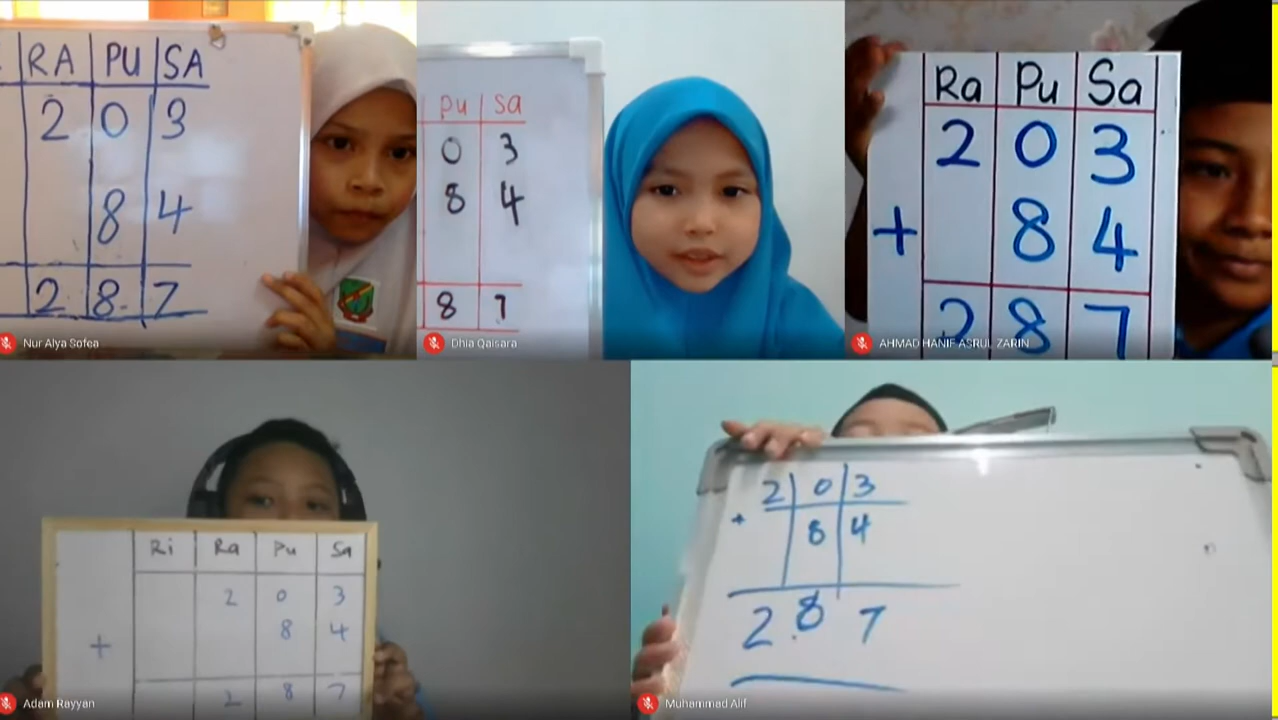 RA PU SA
2 0 3
8 4
2 8 7
Nur Alya Sofea
Pu Sa
0 3
8 4
8 7
Dhia Qaisara
Ra Pu Sa
2 0 3
+ 8 4
2 8 7
AHMAD HANIF ASRUL ZARIN
Ri Ra Pu Sa
2 0 3
+ 8 4
2 8 7
Adam Rayyan
2 0 3
+ 8 4
2 8 7
Muhammad Alif